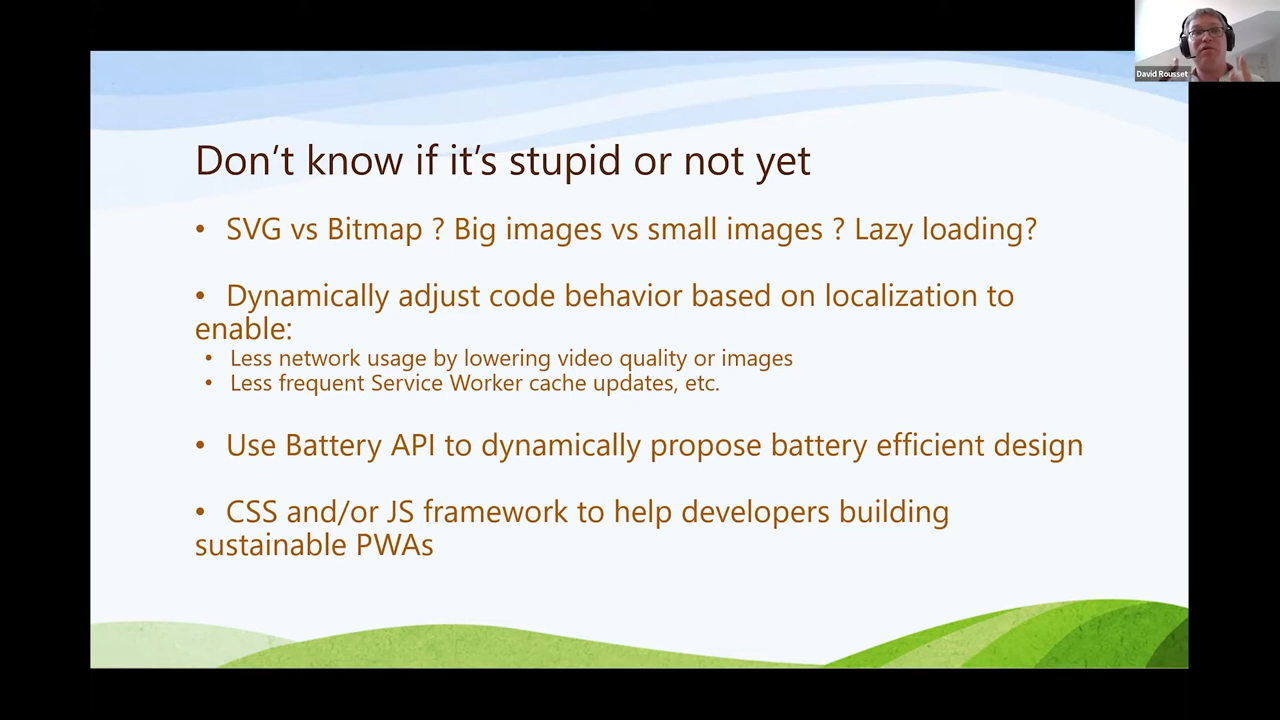 David Rousset
Don't know if it's stupid or not yet
• SVG vs Bitmap ? Big images vs small images ? Lazy loading?
• Dynamically adjust code behavior based on localization to
enable:
• Less network usage by lowering video quality or images
• Less frequent Service Worker cache updates, etc.
• Use Battery API to dynamically propose battery efficient design
• CSS and/or JS framework to help developers building
sustainable PWAs